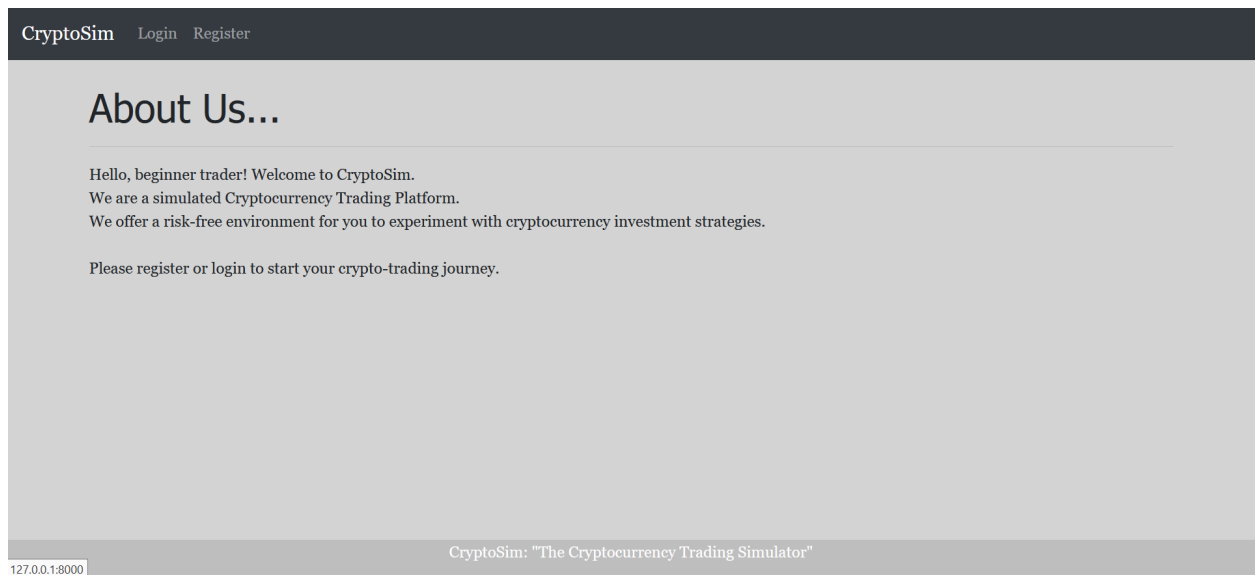 CryptoSim Login Register
About Us...
Hello, beginner trader! Welcome to CryptoSim.
We are a simulated Cryptocurrency Trading Platform.
We offer a risk-free environment for you to experiment with cryptocurrency investment strategies.
Please register or login to start your crypto-trading journey.
CryptoSim: "The Cryptocurrency Trading Simulator"
127.0.0.1:8000